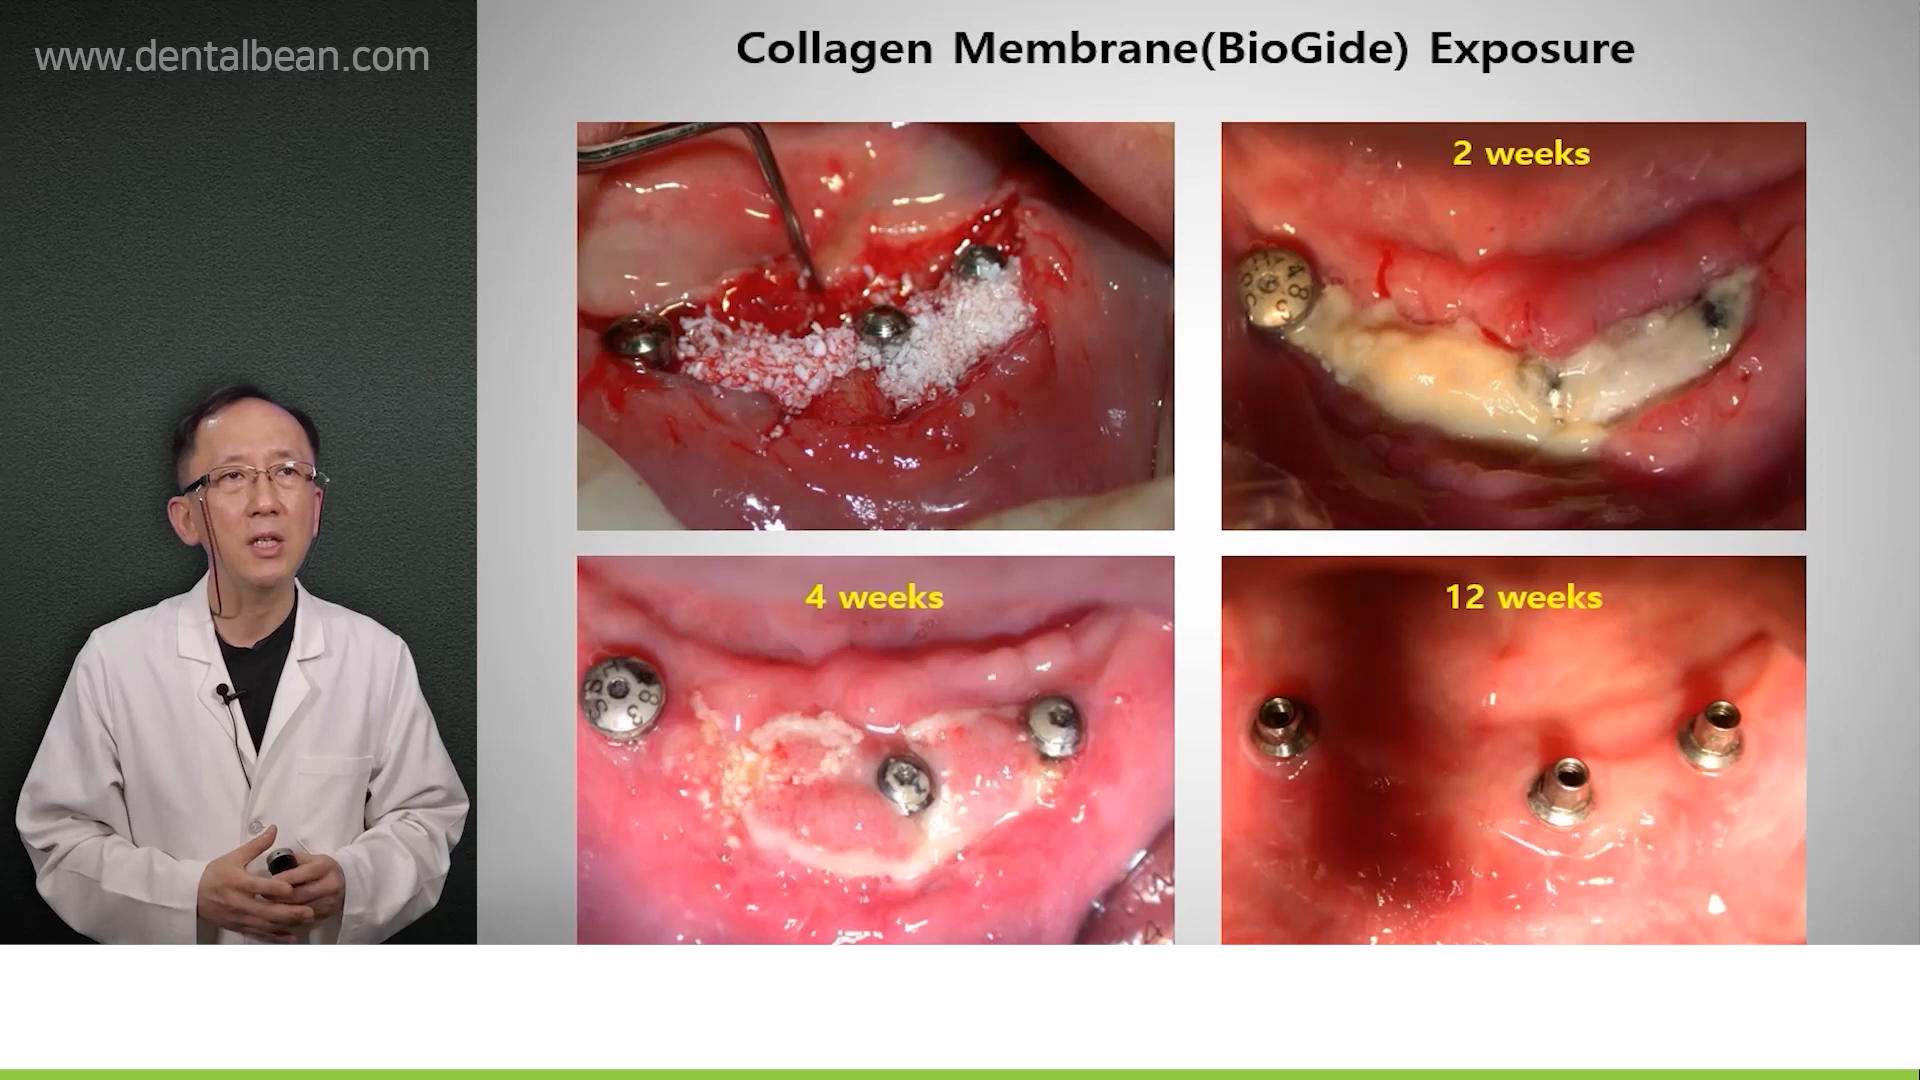 www.dentalbean.com
Collagen Membrane(BioGide) Exposure
2 weeks
4 weeks
12 weeks